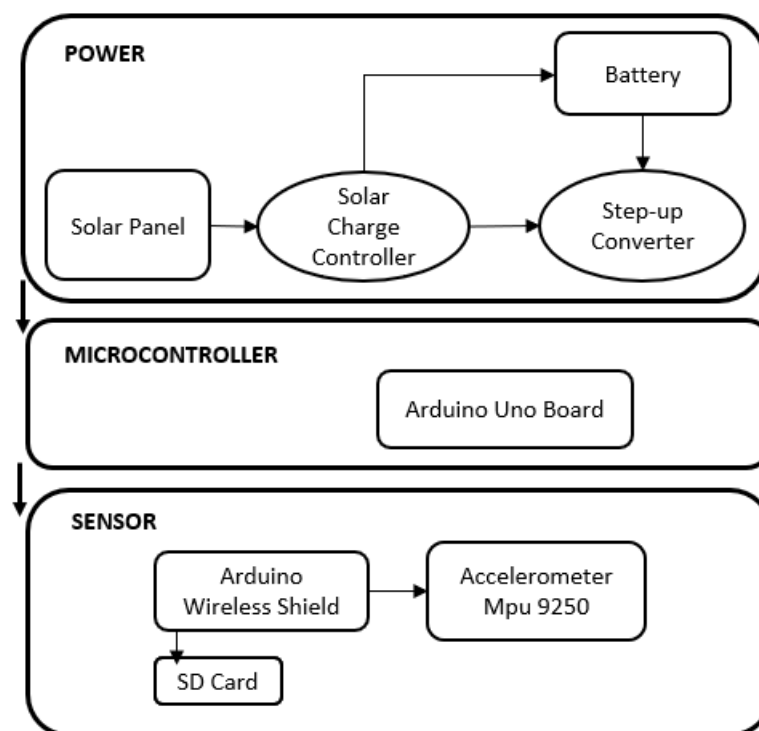 POWER
Battery
Solar Panel
Solar
Charge
Controller
Step-up
Converter
MICROCONTROLLER
Arduino Uno Board
SENSOR
Arduino
Wireless Shield
Accelerometer
Mpu 9250
SD Card